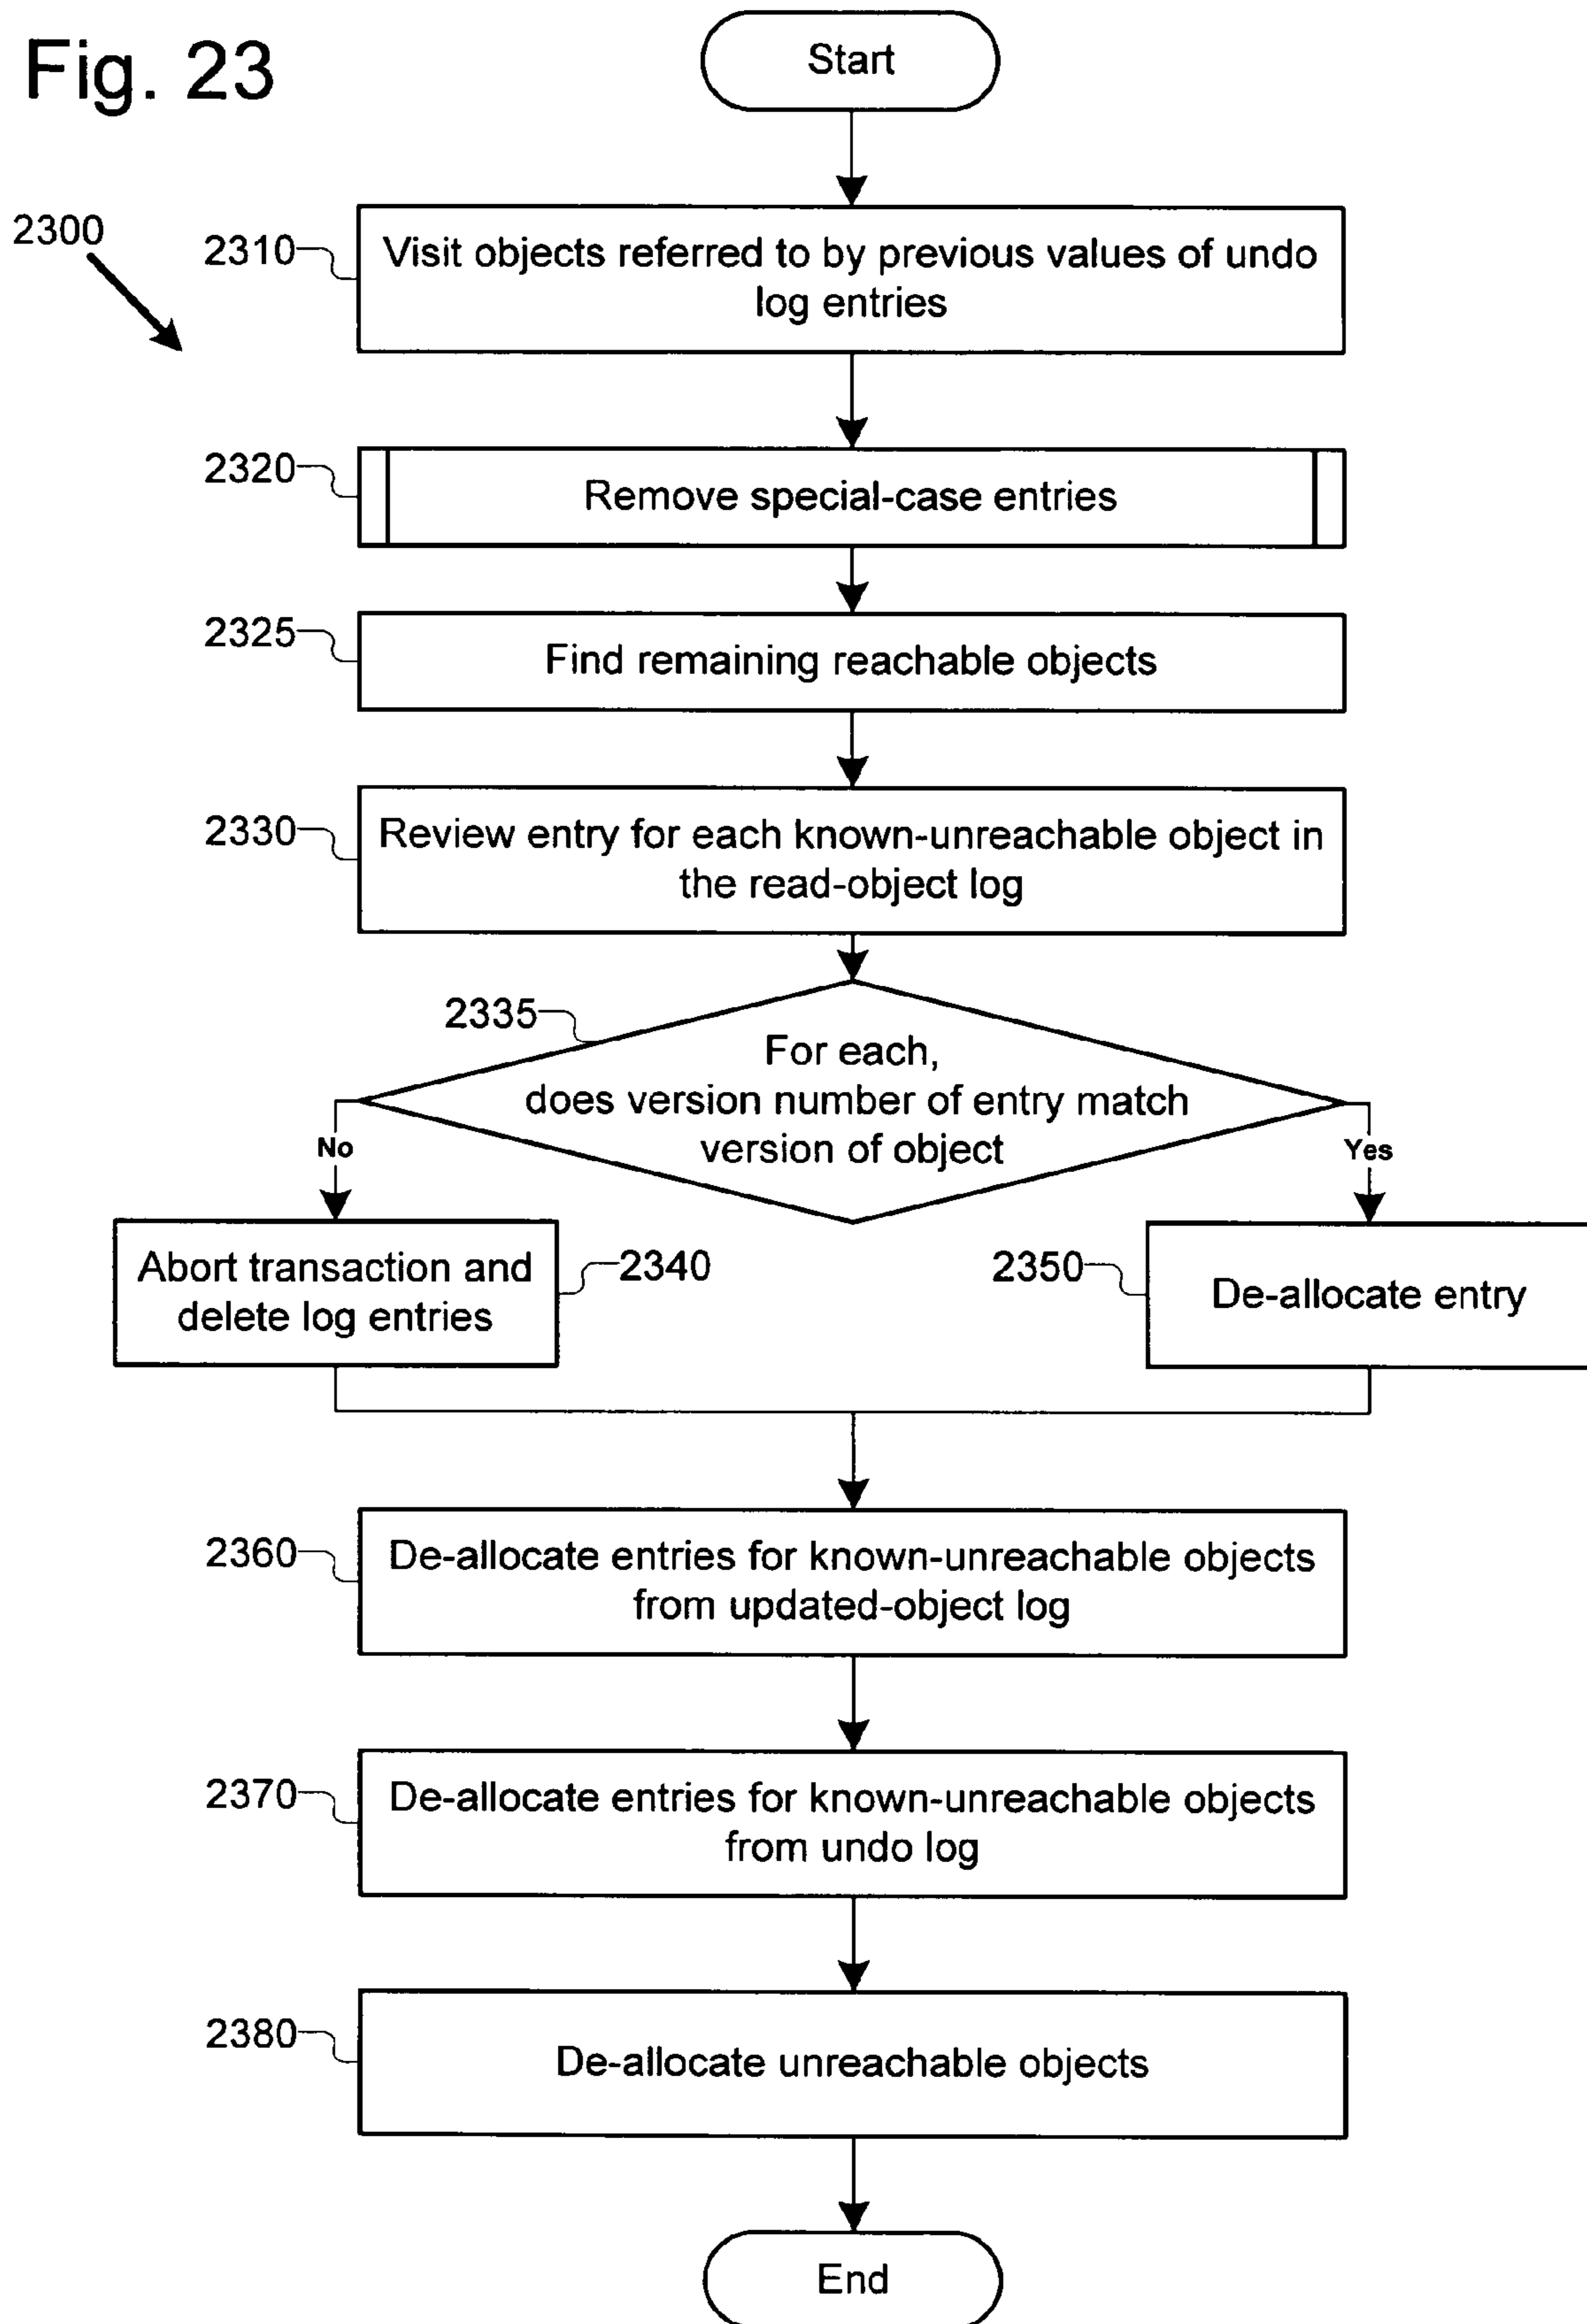 Fig. 23
Start
2300
2310
Visit objects referred to by previous values of undo
log entries
2320
Remove special-case entries
2325
Find remaining reachable objects
2330
Review entry for each known-unreachable object in
the read-object log
2335
For each,
does version number of entry match
version of object
No
Yes
Abort transaction and
delete log entries
2340
2350
De-allocate entry
2360
De-allocate entries for known-unreachable objects
from updated-object log
2370
De-allocate entries for known-unreachable objects
from undo log
2380
De-allocate unreachable objects
End